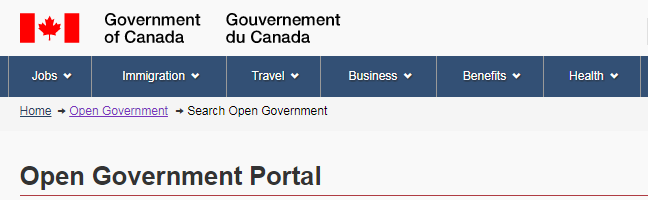 Government of Canada
Gouvernement du Canada
Jobs Immigration Travel Business Benefits Health
Home → Open Government → Search Open Government
Open Government Portal